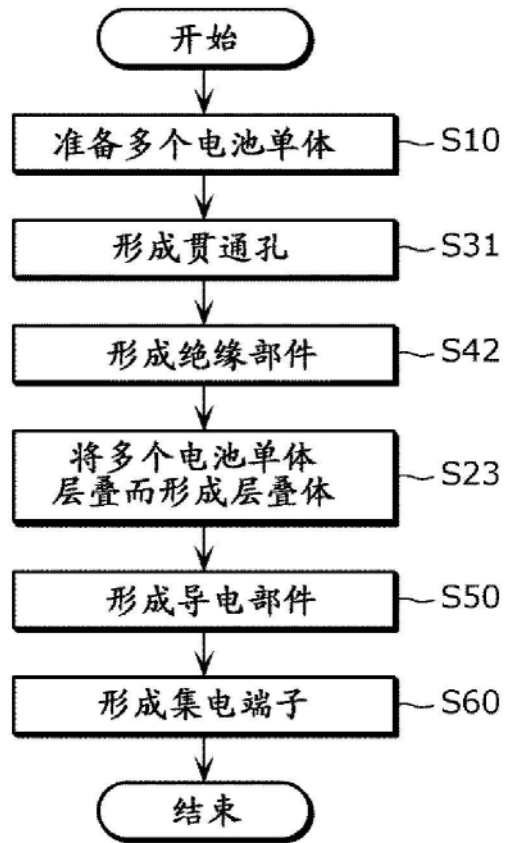 开始
准备多个电池单体
S10
形成贯通孔
S31
形成绝缘部件
S42
将多个电池单体
层叠而形成层叠体
S23
形成导电部件
S50
形成集电端子
S60
结束